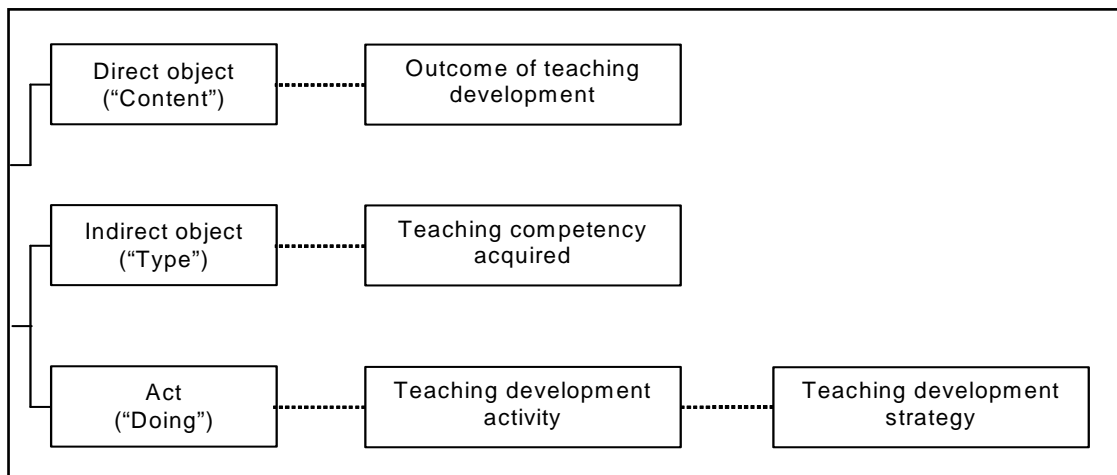 Direct object
(“Content”)
Outcome of teaching
development
Indirect object
(“Type”)
Teaching competency
acquired
Act
(“Doing”)
Teaching development
activity
Teaching development
strategy